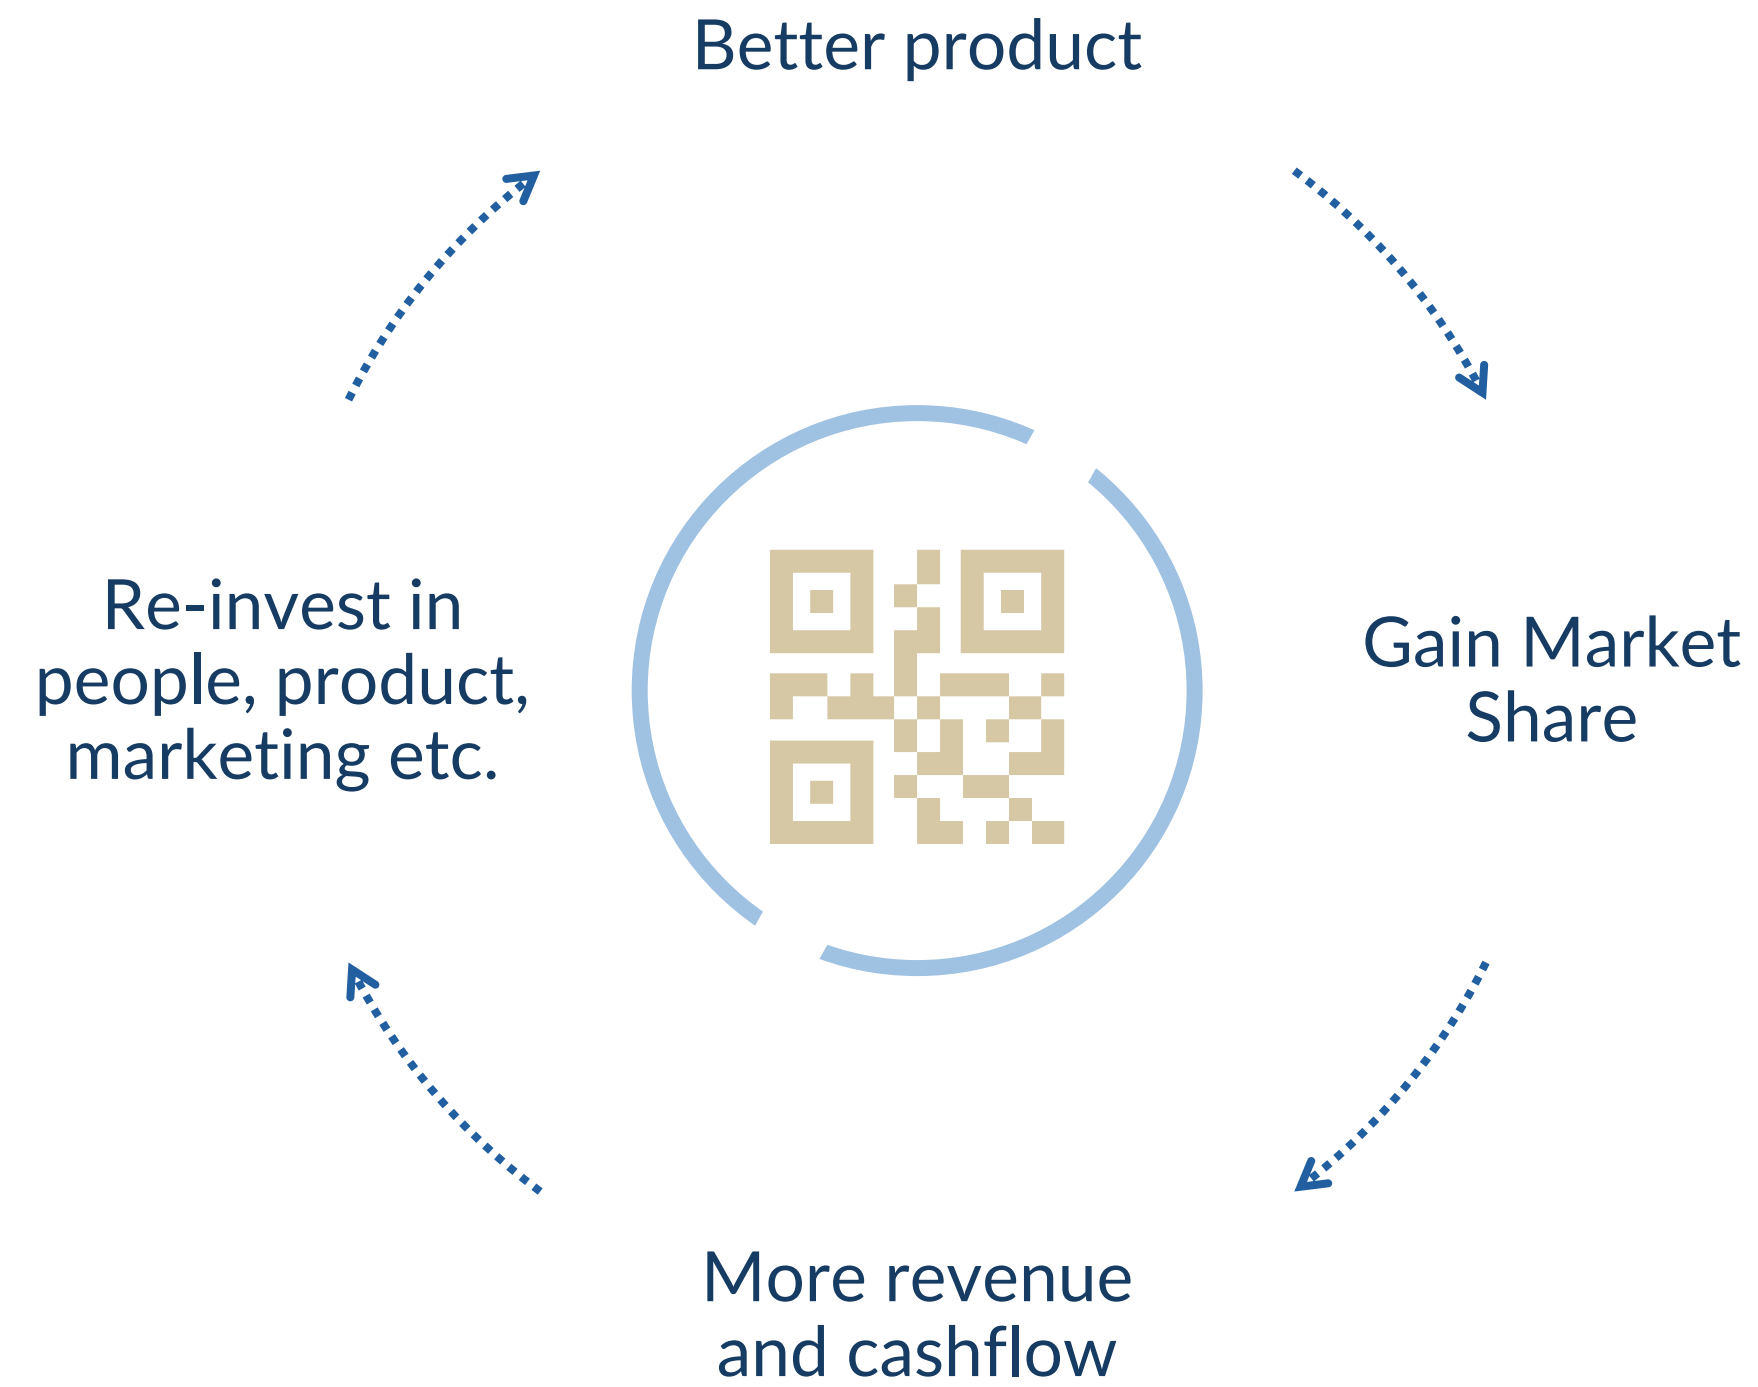 Better product
Re-invest in
people, product,
marketing etc.
Gain Market
Share
More revenue
and cashflow